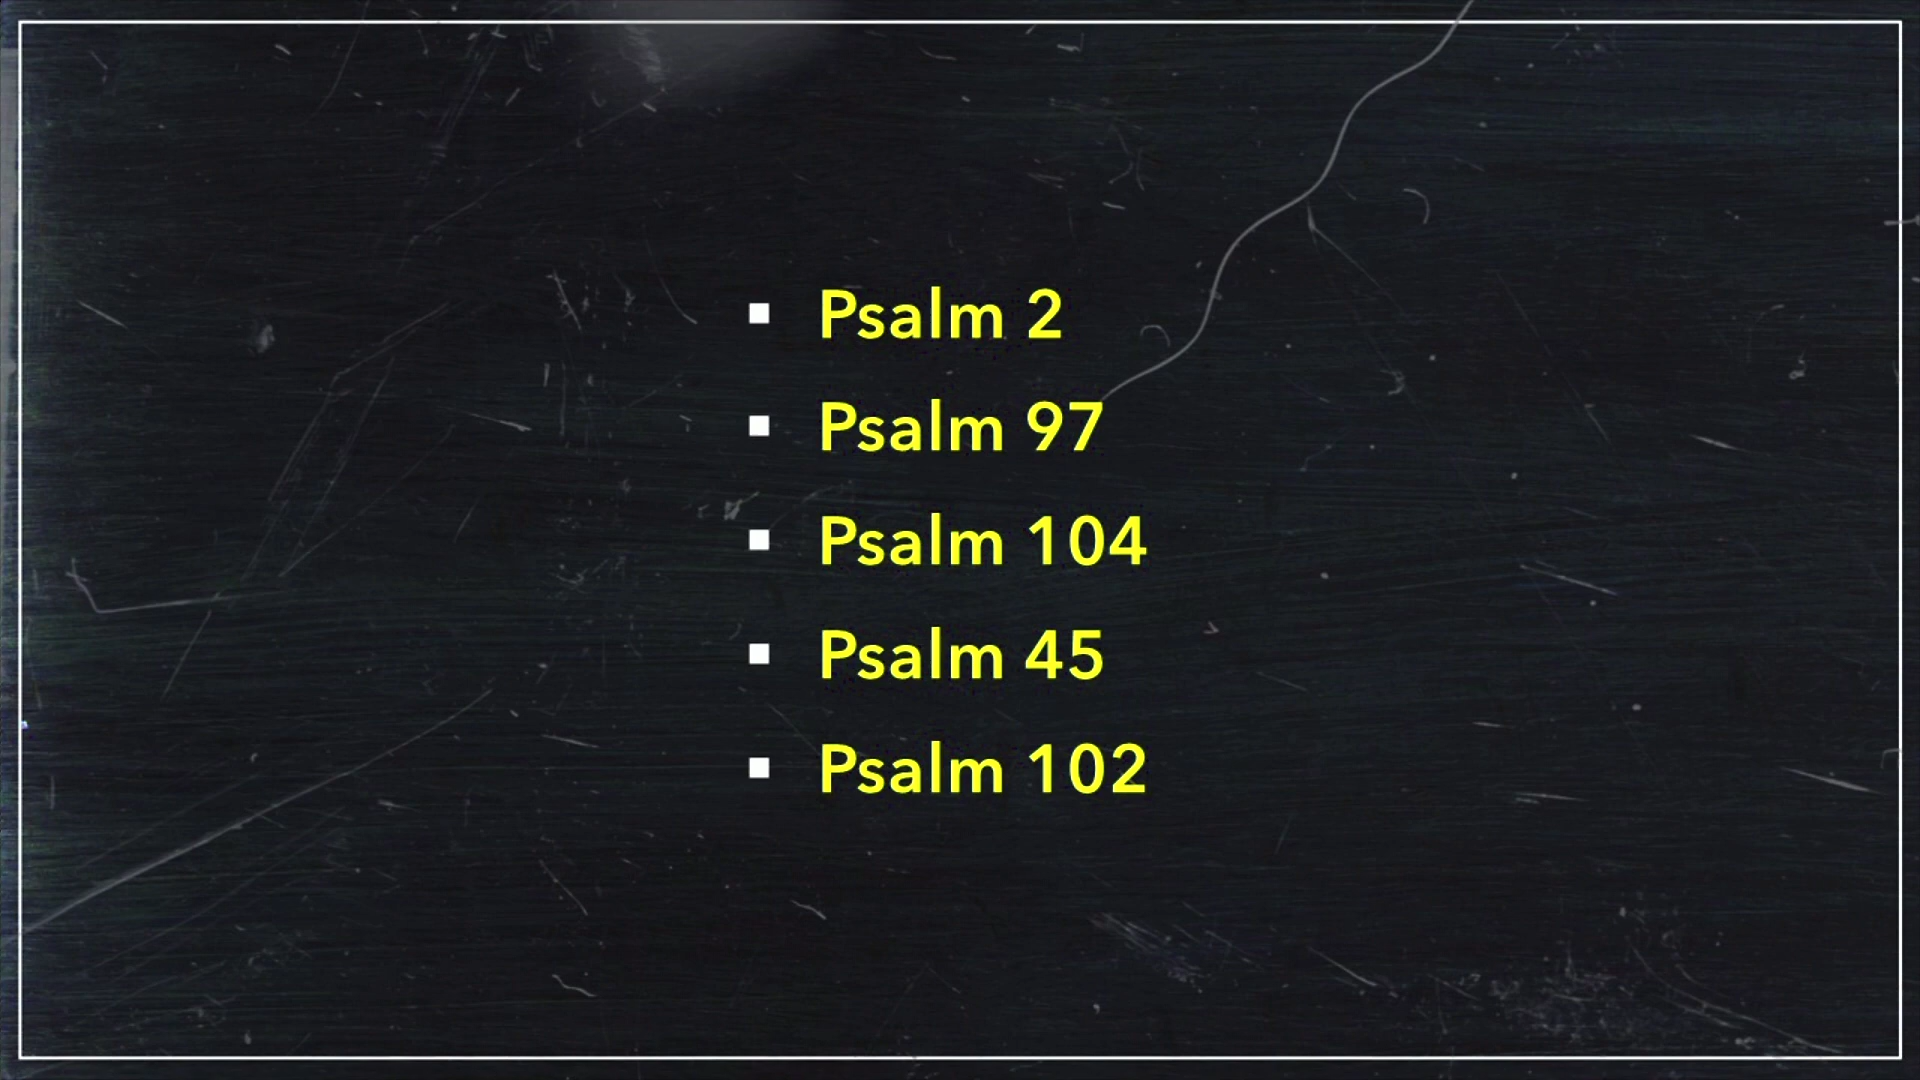 ▪ Psalm 2
▪ Psalm 97
▪ Psalm 104
▪ Psalm 45
▪ Psalm 102